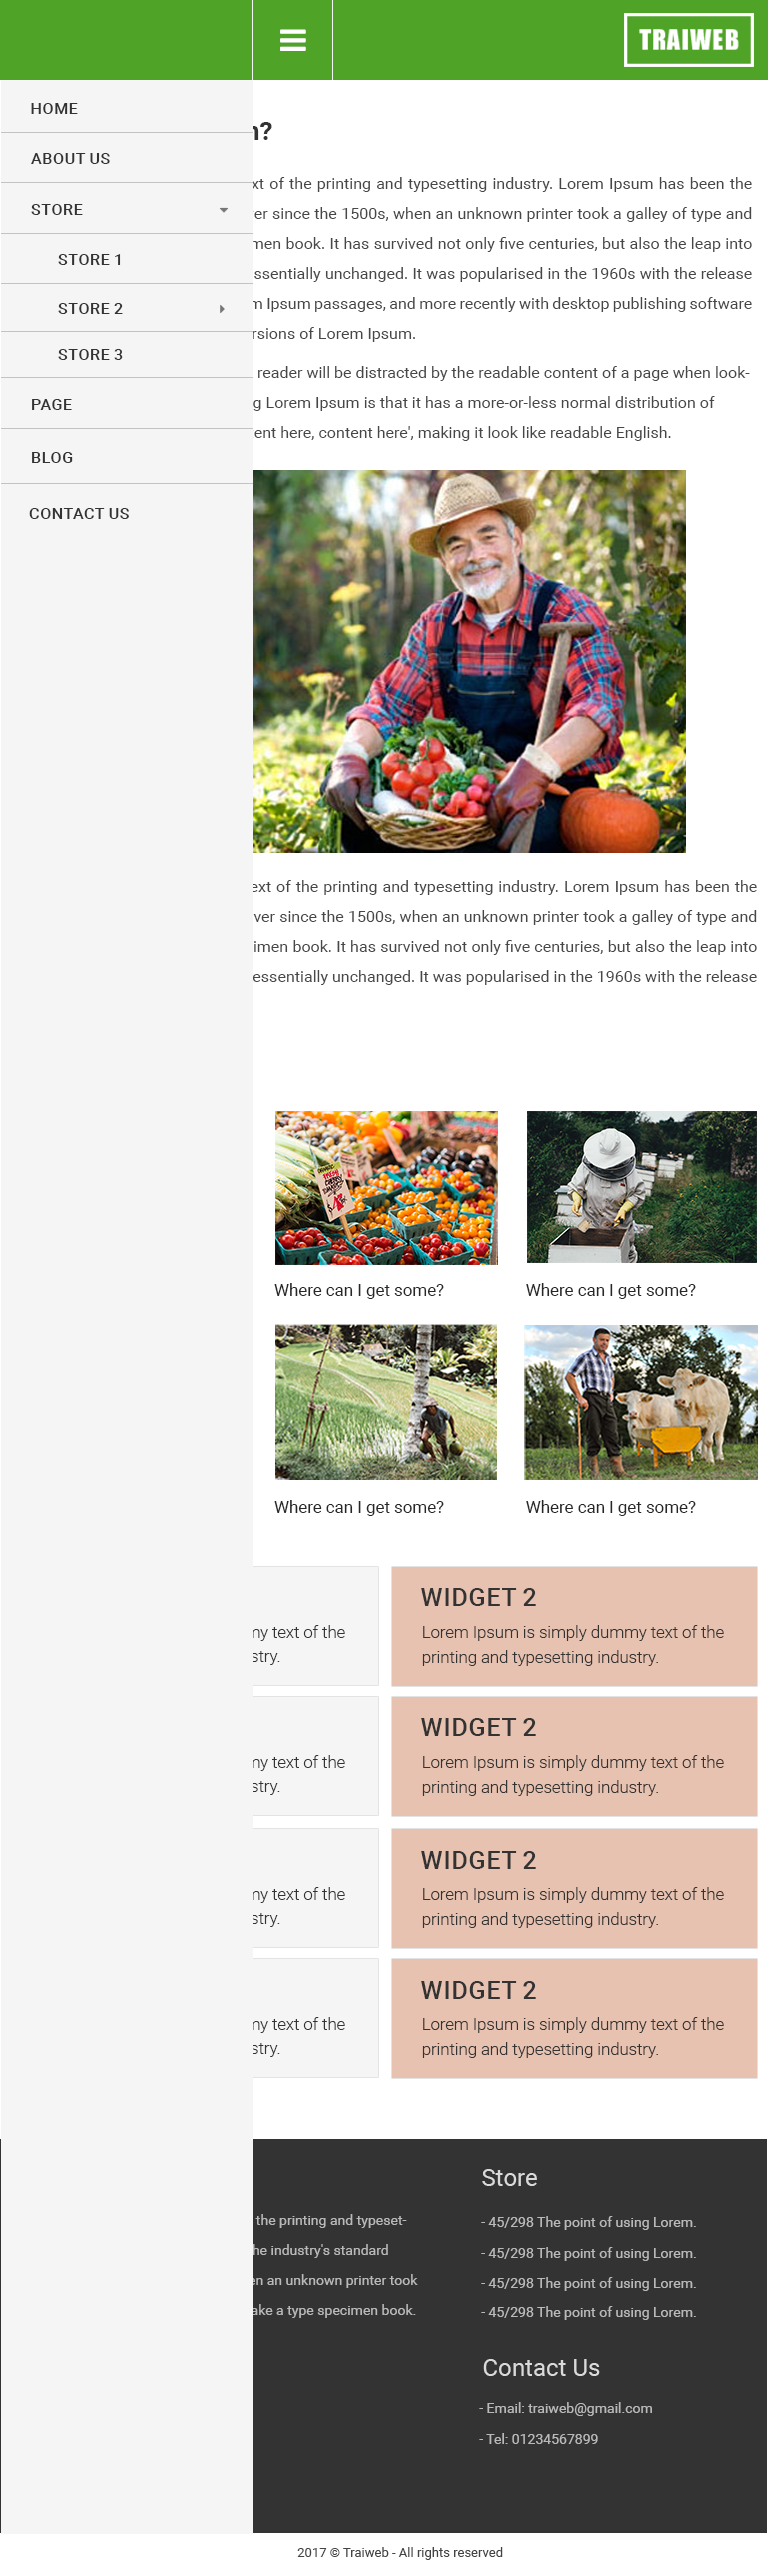 TRAIWEB
HOME
ABOUT US
STORE
STORE 1
STORE 2
STORE 3
PAGE
BLOG
CONTACT US
?
of the printing and typesetting industry. Lorem Ipsum has been the
since the 1500s, when an unknown printer took a galley of type and
men book. It has survived not only five centuries, but also the leap into
ssentially unchanged. It was popularised in the 1960s with the release
m Ipsum passages, and more recently with desktop publishing software
rsions of Lorem Ipsum.
reader will be distracted by the readable content of a page when look-
g Lorem Ipsum is that it has a more-or-less normal distribution of
ent here, content here', making it look like readable English.
ext of the printing and typesetting industry. Lorem Ipsum has been the
ver since the 1500s, when an unknown printer took a galley of type and
imen book. It has survived not only five centuries, but also the leap into
essentially unchanged. It was popularised in the 1960s with the release
Where can I get some?
Where can I get some?
Where can I get some?
Where can I get some?
my text of the
stry.
WIDGET 2
Lorem Ipsum is simply dummy text of the
printing and typesetting industry.
my text of the
stry.
WIDGET 2
Lorem Ipsum is simply dummy text of the
printing and typesetting industry.
my text of the
stry.
WIDGET 2
Lorem Ipsum is simply dummy text of the
printing and typesetting industry.
my text of the
stry.
WIDGET 2
Lorem Ipsum is simply dummy text of the
printing and typesetting industry.
the printing and typeset-
he industry's standard
en an unknown printer took
ake a type specimen book.
Store
- 45/298 The point of using Lorem.
- 45/298 The point of using Lorem.
- 45/298 The point of using Lorem.
- 45/298 The point of using Lorem.
Contact Us
- Email: traiweb@gmail.com
- Tel: 01234567899
2017 © Traiweb - All rights reserved